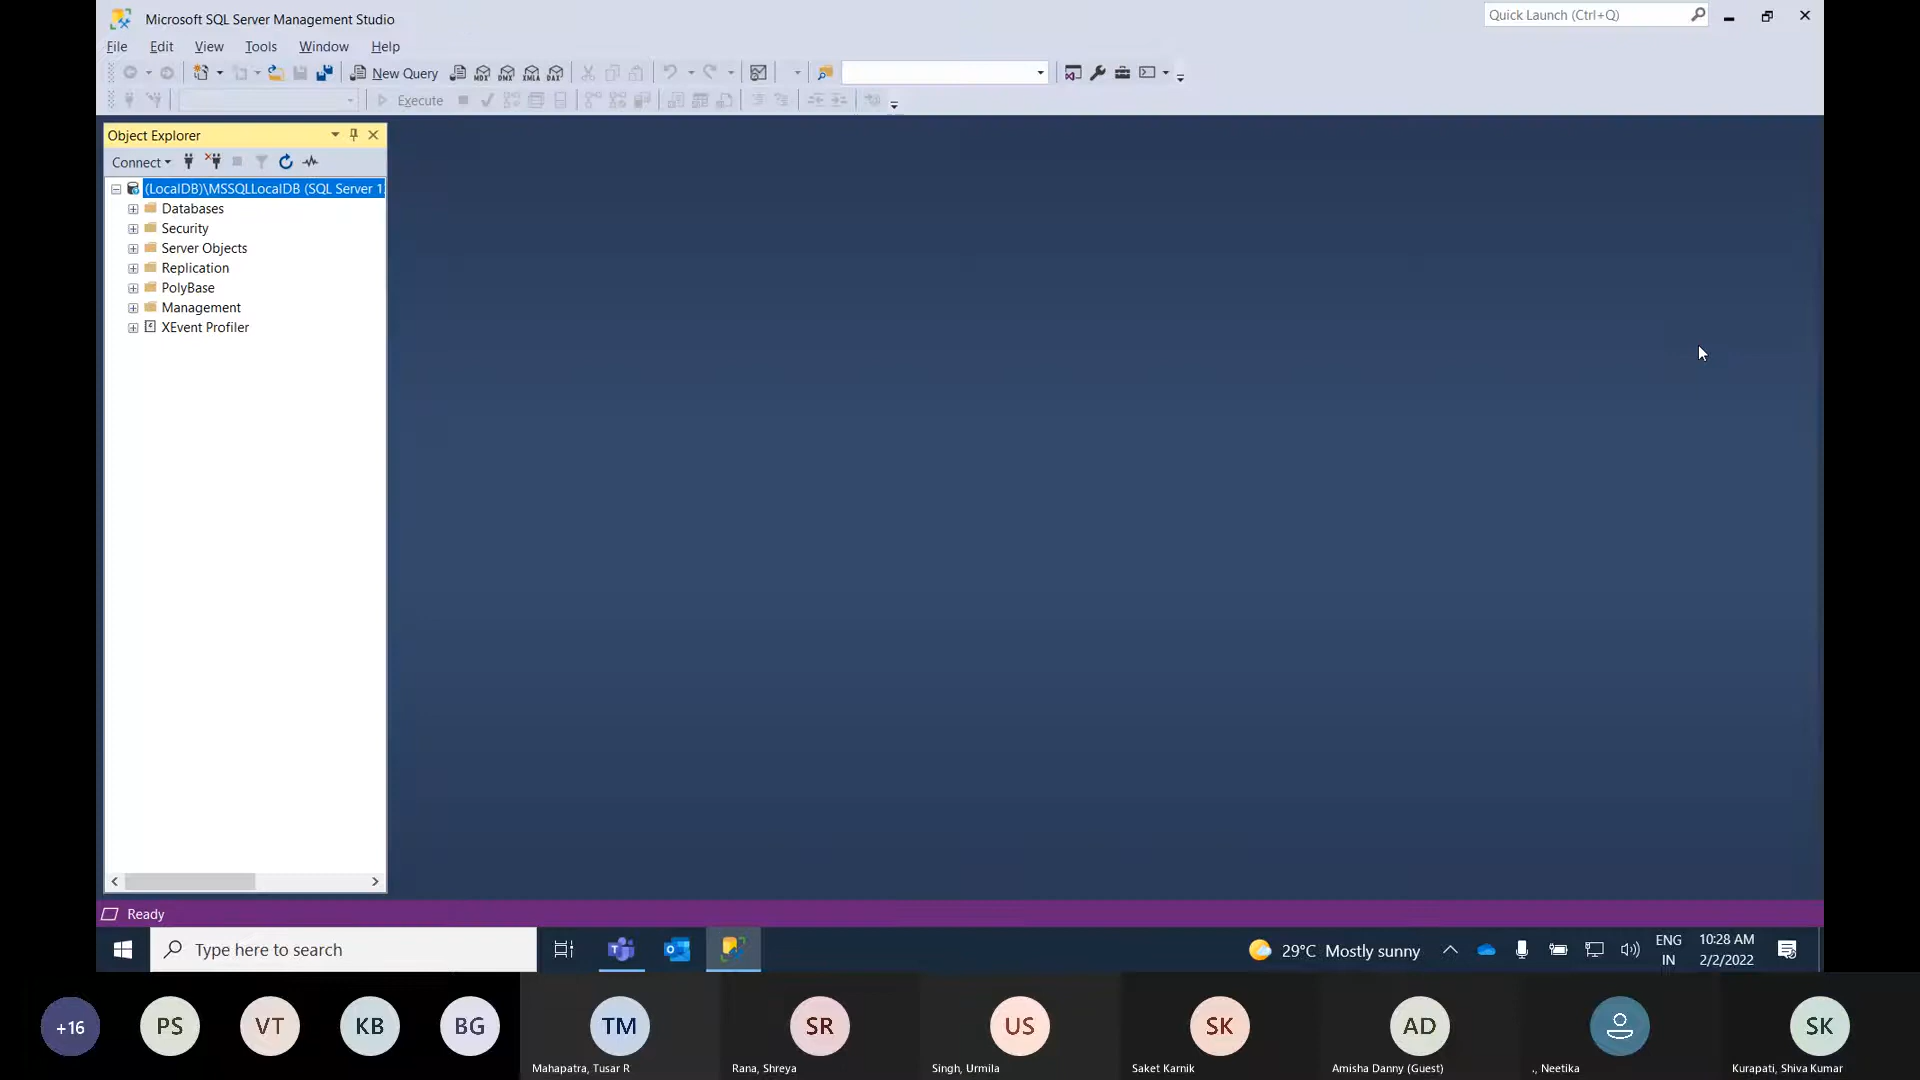 Microsoft SQL Server Management Studio
Quick Launch (Ctrl+Q)
File Edit View Tools Window Help
New Query MDX DMX XMLA DAX
Execute
Object Explorer
Connect
(LocalDB)\MSSQLLocalDB (SQL Server 1
Databases
Security
Server Objects
Replication
PolyBase
Management
XEvent Profiler
Ready
Type here to search
29°C Mostly sunny
ENG
IN
10:28 AM
2/2/2022
+16 PS VT KB BG TM SR US SK AD SK
Mahapatra, Tusar R Rana, Shreya Singh, Urmila Saket Karnik Amisha Danny (Guest) ., Neetika Kurapati, Shiva Kumar